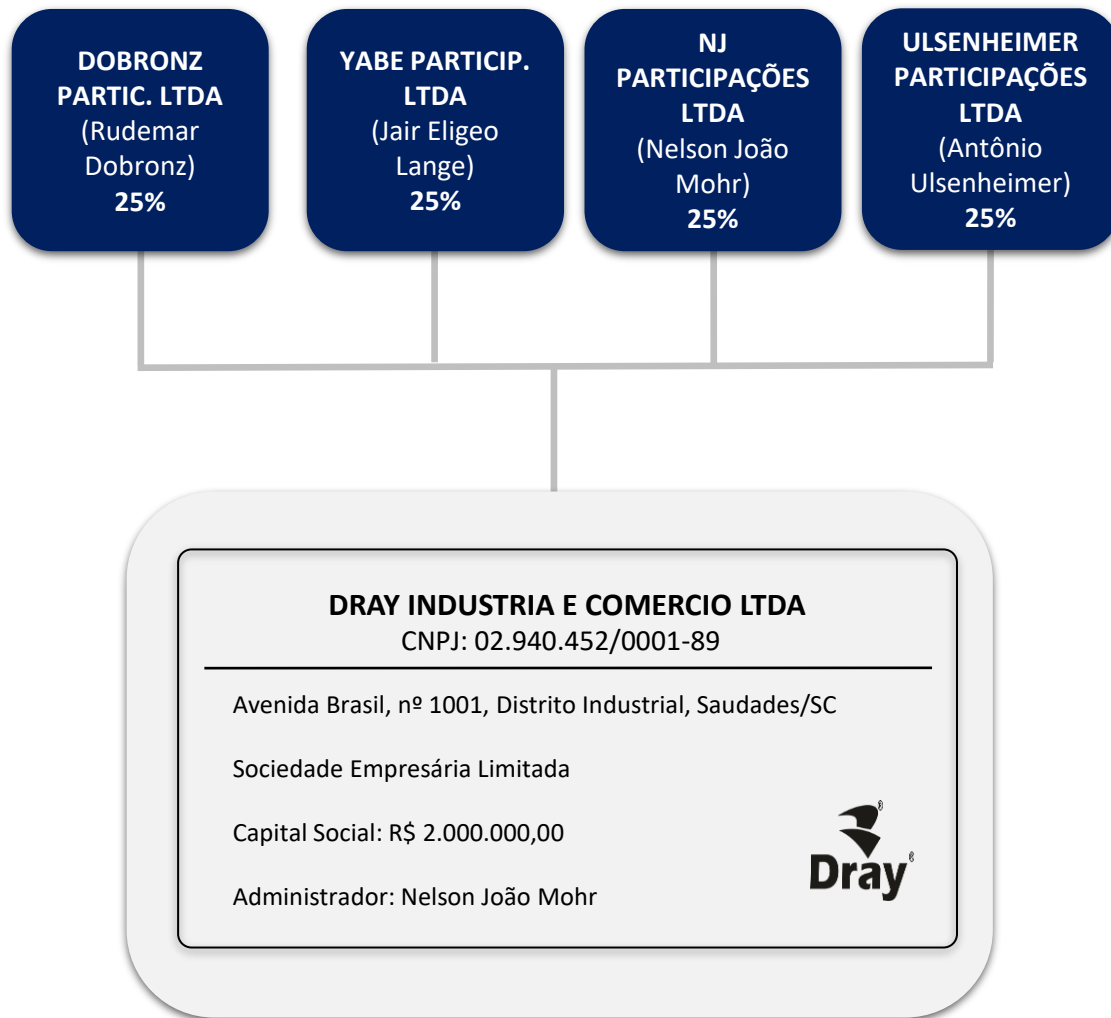 DOBRONZ
PARTIC. LTDA
(Rudemar
Dobronz)
25%
YABE PARTICIP.
LTDA
(Jair Eligeo
Lange)
25%
NJ
PARTICIPAÇÕES
LTDA
(Nelson João
Mohr)
25%
ULSENHEIMER
PARTICIPAÇÕES
LTDA
(Antônio
Ulsenheimer)
25%
DRAY INDUSTRIA E COMERCIO LTDA
CNPJ: 02.940.452/0001-89
Avenida Brasil, nº 1001, Distrito Industrial, Saudades/SC
Sociedade Empresária Limitada
Capital Social: R$ 2.000.000,00
Administrador: Nelson João Mohr
®
Dray®